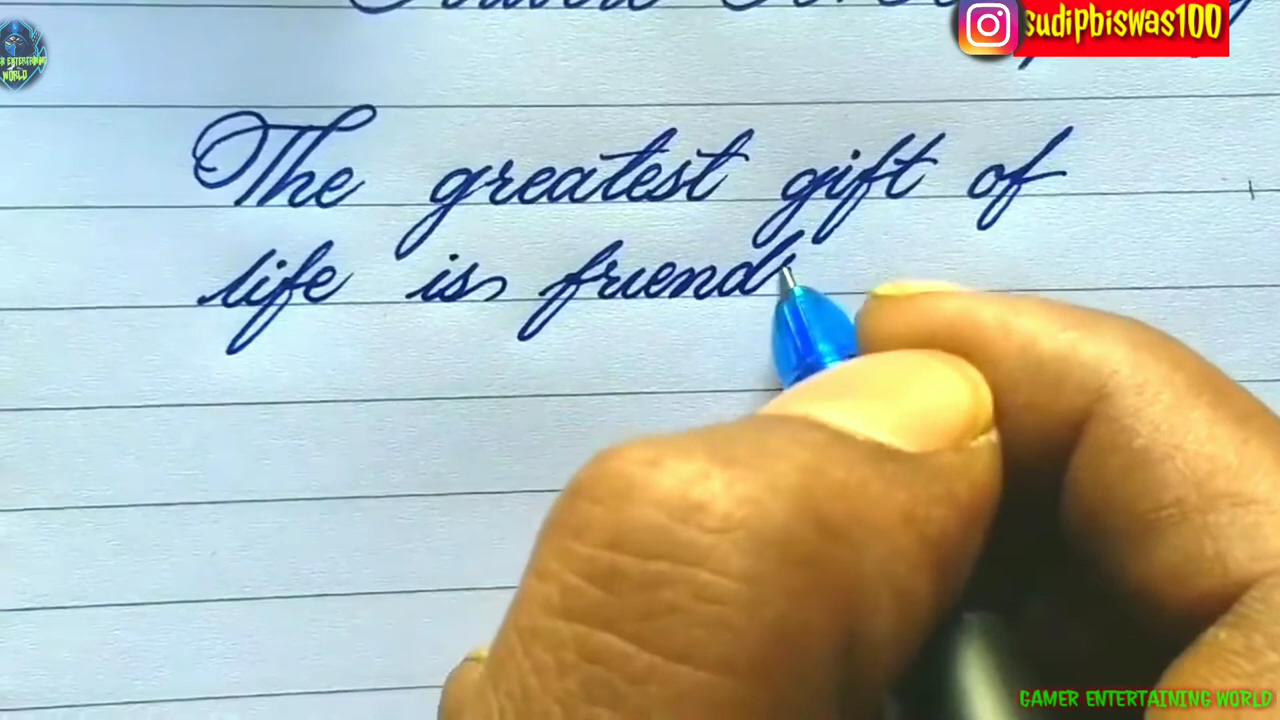 sudipbiswas100
The greatest gift of
life is friend
GAMER ENTERTAINING WORLD